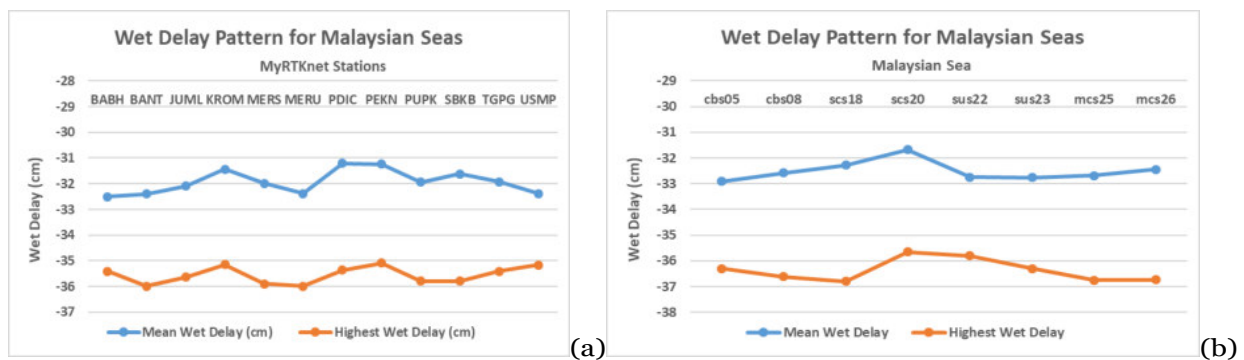 Wet Delay Pattern for Malaysian Seas
MyRTKnet Stations
-28
BABH BANT JUML KROM MERS MERU PDIC PEKN PUPK SBKB TGPG USMP
-29
-30
-31
-32
-33
-34
-35
-36
-37
Wet Delay (cm)
Mean Wet Delay (cm) Highest Wet Delay (cm)
(a)
Wet Delay Pattern for Malaysian Seas
Malaysian Sea
-29
-30
cbs05 cbs08 scs18 scs20 sus22 sus23 mcs25 mcs26
-31
-32
-33
-34
-35
-36
-37
-38
Wet Delay (cm)
Mean Wet Delay Highest Wet Delay
(b)